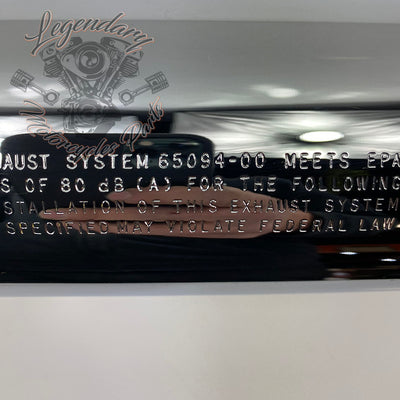 Legendary
Motorcycles Parts
HAUST SYSTEM 65094-00 MEETS EPA
S OF 80 dB (A) FOR THE FOLLOWING
STALLATION OF THIS EXHAUST SYSTEM
SPECIFIED MAY VIOLATE FEDERAL LAW